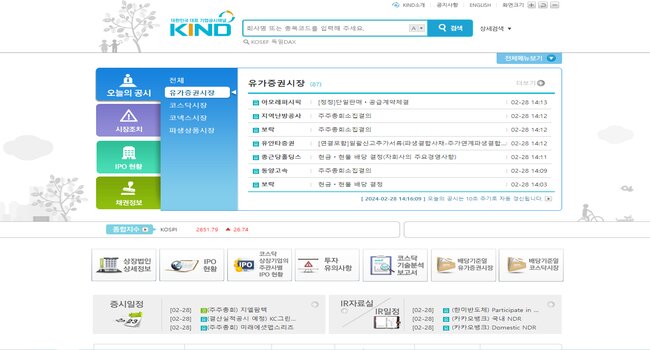 KIND소개 공지사항 ENGLISH 화면크기
대한민국 대표 기업공시채널
KIND
회사명 또는 종목코드를 입력해 주세요. 검색 상세검색
KOSEF 독일DAX
전체메뉴보기
오늘의 공시
시장조치
IPO 현황
채권정보
전체
유가증권시장
코스닥시장
코넥스시장
파생상품시장
유가증권시장 (87) 더보기
아모레퍼시픽 [정정]단일판매ㆍ공급계약체결 02-28 14:13
지역난방공사 주주총회소집결의 02-28 14:12
보락 주주총회소집결의 02-28 14:12
유안타증권 [연결포함]일괄신고추가서류(파생결합사채-주가연계파생결합... 02-28 14:12
종근당홀딩스 현금ㆍ현물 배당 결정(자회사의 주요경영사항) 02-28 14:11
동양고속 주주총회소집결의 02-28 14:06
보락 현금ㆍ현물 배당 결정 02-28 14:03
[ 2024-02-28 14:16:09 ] 오늘의 공시는 10초 주기로 자동 갱신됩니다.
통합지수 KOSPI 2651.79 ▲ 26.74
상장법인
상세정보
IPO
현황
코스닥
상장기업의
주관사별
IPO 현황
투자
유의사항
코스닥
기술분석
보고서
배당기준일
유가증권시장
배당기준일
코스닥시장
증시일정
[02-28] (주주총회) 지엘팜텍
[02-28] (결산실적공시 예정) KC그린...
[02-28] (주주총회) 미래에셋맵스리츠
IR자료실
IR일정
[02-28] (한미반도체) Participate in ...
[02-28] (카카오뱅크) 국내 NDR
[02-28] (카카오뱅크) Domestic NDR